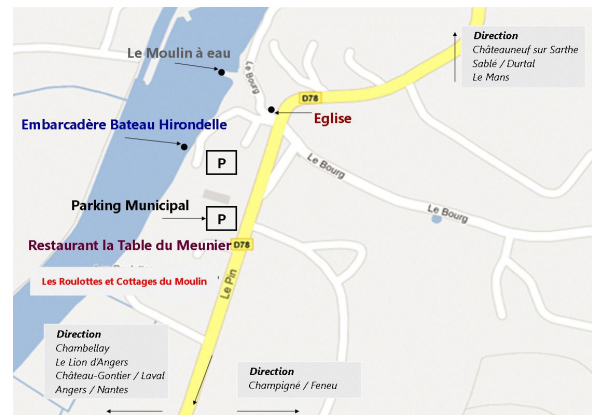 Direction
Châteauneuf sur Sarthe
Sablé / Durtal
Le Mans
Le Moulin à eau
Le Bourg
D78
Embarcadère Bateau Hirondelle
Eglise
P
Le Bourg
Parking Municipal
P
Le Bourg
Restaurant la Table du Meunier
D78
Les Roulottes et Cottages du Moulin
Le Pin
Direction
Chambellay
Le Lion d'Angers
Château-Gontier / Laval
Angers / Nantes
Direction
Champigné / Feneu